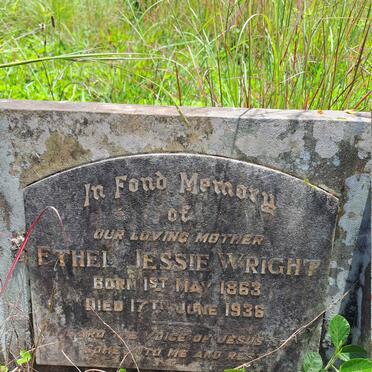 In Fond Memory
of
OUR LOVING MOTHER
ETHEL JESSIE WRIGHT
BORN 1ST MAY 1863
DIED 17TH JUNE 1936
VOICE OF JESUS
TO ME AND